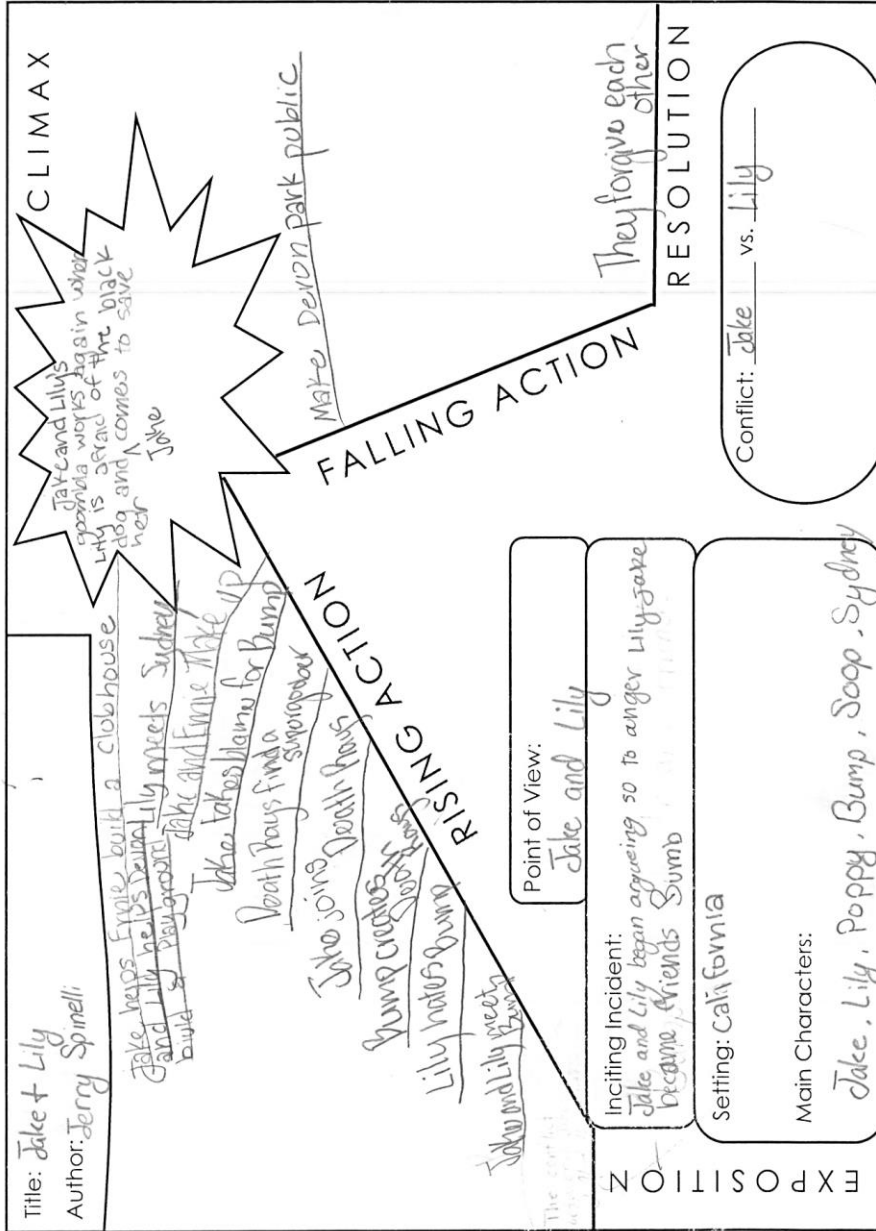 Title: Jake + Lily
Author: Jerry Spinelli
CLIMAX
Jake and Lily's
goombla works again when
Lily is afraid of the black
dog and ^ comes to save
Jake
her
Jake helps Ernie build a clubhouse
and Lily helps Devon
build a Playground
Lily meets Sydney
Jake and Ernie Make up
Jake takes blame for Bump
Death Rays find a
supergoober
Jake joins Death Rays
Bump creates
Death Rays
Lily hates Bump
Jake and Lily meet
Bump
RISING ACTION
Make Devon park public
FALLING ACTION
They forgive each
other
RESOLUTION
Point of View:
Jake and Lily
Inciting Incident:
Jake and Lily began argueing so to anger Lily Jake
became friends Bumb
Setting: California
Main Characters:
Jake, Lily, Poppy, Bump, Soop, Sydney
EXPOSITION
Conflict: Jake vs. Lily